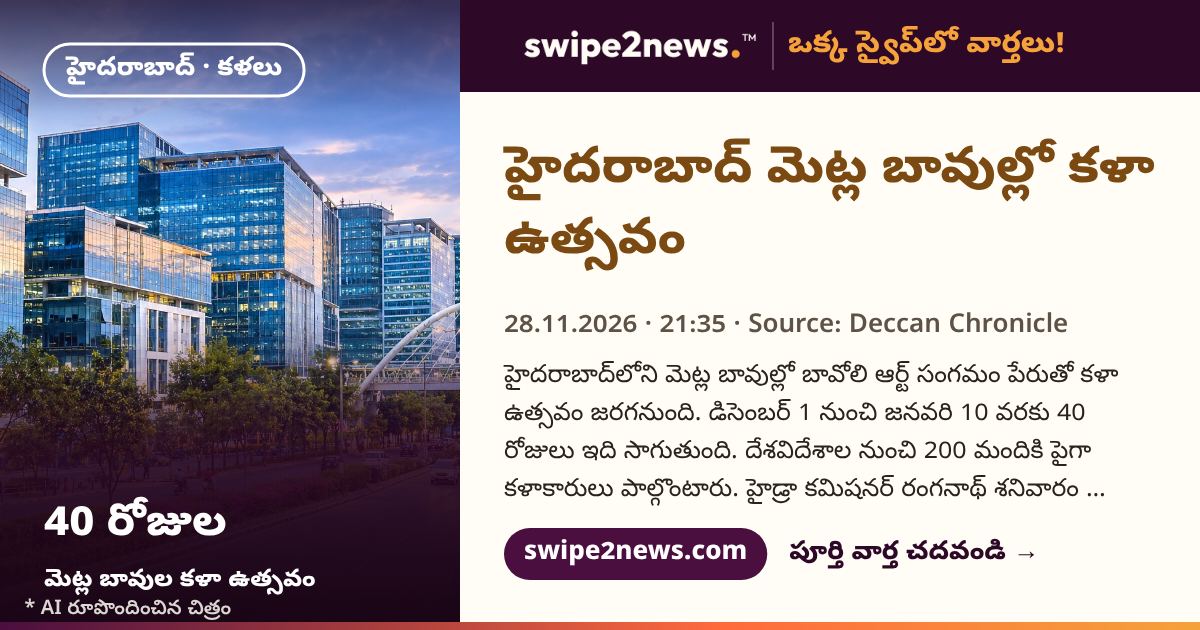 హైదరాబాద్ · కళలు
40 రోజుల
మెట్ల బావుల కళా ఉత్సవం
* AI రూపొందించిన చిత్రం
swipe2news.™ ఒక్క స్వైప్‌లో వార్తలు!
హైదరాబాద్ మెట్ల బావుల్లో కళా
ఉత్సవం
28.11.2026 · 21:35 · Source: Deccan Chronicle
హైదరాబాద్‌లోని మెట్ల బావుల్లో బావోలి ఆర్ట్ సంగమం పేరుతో కళా
ఉత్సవం జరగనుంది. డిసెంబర్ 1 నుంచి జనవరి 10 వరకు 40
రోజులు ఇది సాగుతుంది. దేశవిదేశాల నుంచి 200 మందికి పైగా
కళాకారులు పాల్గొంటారు. హైడ్రా కమిషనర్ రంగనాథ్ శనివారం ...
swipe2news.com పూర్తి వార్త చదవండి →